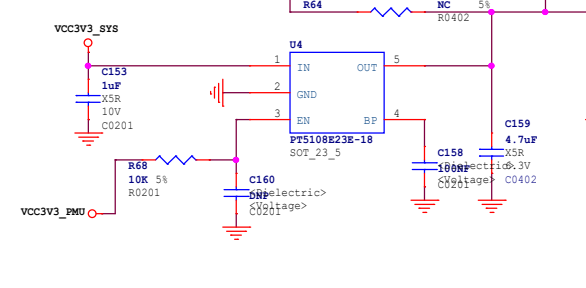 R64
NC 5%
R0402
VCC3V3_SYS
U4
1 IN OUT 5
C153
1uF
X5R
10V
C0201
2 GND
3 EN BP 4
PT5108E23E-18
SOT_23_5
C159
4.7uF
X5R
6.3V
C0402
C158
100NF
<Dielectric>
<Voltage>
C0201
R68
10K 5%
R0201
C160
DNP
<Dielectric>
<Voltage>
C0201
VCC3V3_PMU